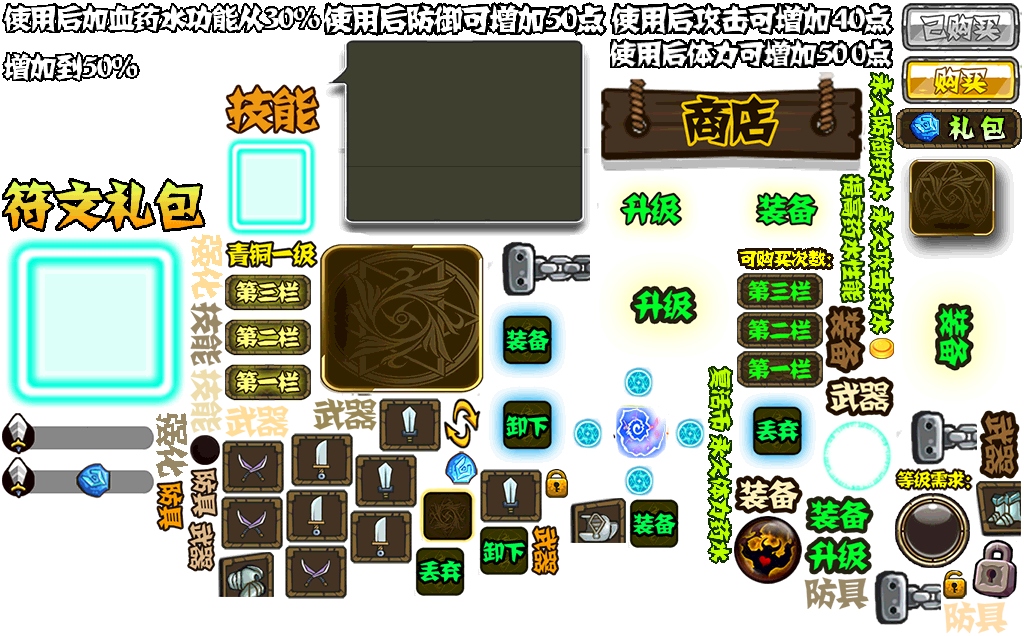 使用后加血药水功能从30%
增加到50%
使用后防御可增加50点
使用后攻击可增加40点
使用后体力可增加500点
已购买
购买
礼包
技能
商店
符文礼包
升级
装备
永久防御药水
永久攻击药水
提高药水性能
强化
技能
技能
青铜一级
第三栏
第二栏
第一栏
可购买次数:
第三栏
第二栏
第一栏
升级
装备
装备
装备
卸下
复活币
永久体力药水
武器
武器
武器
强化
防具
防具
武器
丢弃
武器
等级需求:
装备
装备
升级
装备
卸下
丢弃
武器
防具
防具